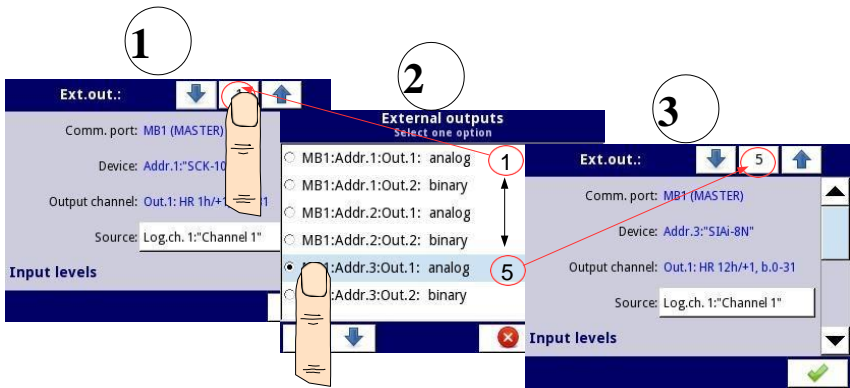 1
Ext.out.:
Comm. port: MB1 (MASTER)
Device: Addr.1:"SCK-10
Output channel: Out.1: HR 1h/+1 31
Source: Log.ch. 1:"Channel 1"
Input levels
2
External outputs
Select one option
MB1:Addr.1:Out.1: analog 1
MB1:Addr.1:Out.2: binary
MB1:Addr.2:Out.1: analog
MB1:Addr.2:Out.2: binary
:Addr.3:Out.1: analog 5
:Addr.3:Out.2: binary
3
Ext.out.: 5
Comm. port: MB1 (MASTER)
Device: Addr.3:"SIAi-8N"
Output channel: Out.1: HR 12h/+1, b.0-31
Source: Log.ch. 1:"Channel 1"
Input levels